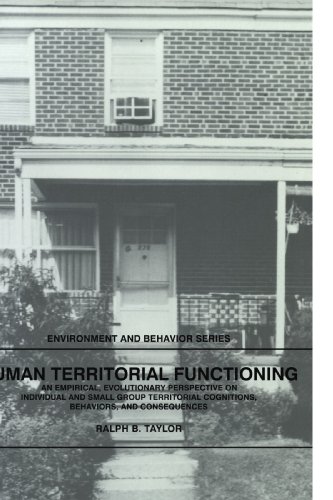 ENVIRONMENT AND BEHAVIOR SERIES
UMAN TERRITORIAL FUNCTIONING
AN EMPIRICAL, EVOLUTIONARY PERSPECTIVE ON
INDIVIDUAL AND SMALL GROUP TERRITORIAL COGNITIONS,
BEHAVIORS, AND CONSEQUENCES
RALPH B. TAYLOR